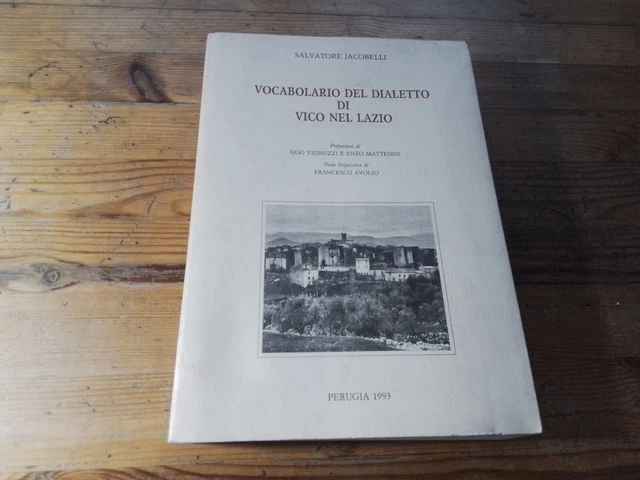 SALVATORE JACOBELLI
VOCABOLARIO DEL DIALETTO
DI
VICO NEL LAZIO
Prefazioni di
UGO VIGNUZZI E ENZO MATTESINI
Nota linguistica di
FRANCESCO AVOLIO
PERUGIA 1993